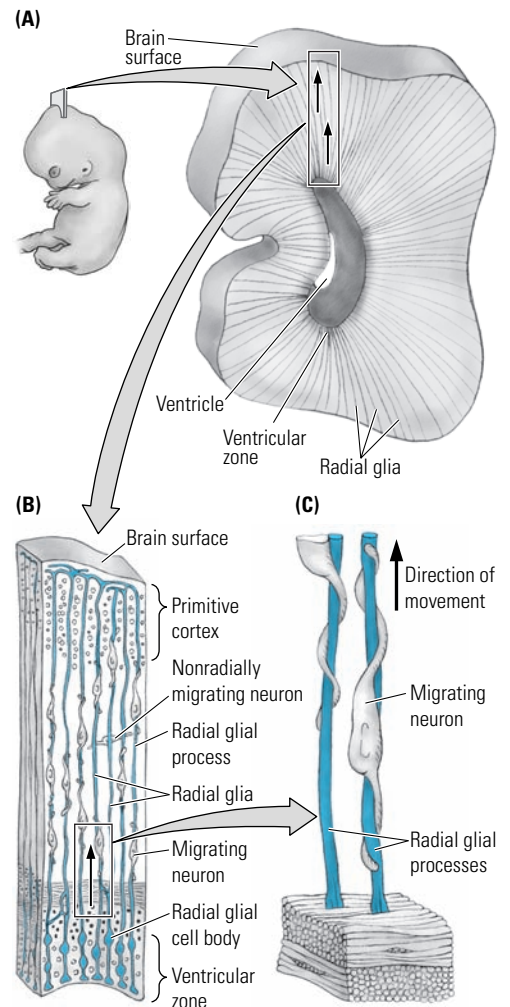 (A)
Brain
surface
Ventricle
Ventricular
zone
Radial glia
(B)
Brain surface
Primitive
cortex
Nonradially
migrating neuron
Radial glial
process
Radial glia
Migrating
neuron
Radial glial
cell body
Ventricular
zone
(C)
Direction of
movement
Migrating
neuron
Radial glial
processes